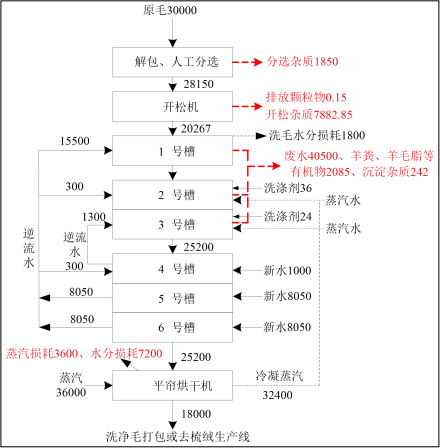 原毛30000
解包、人工分选
分选杂质1850
28150
开松机
排放颗粒物0.15
开松杂质7882.85
20267
15500
1 号槽
洗毛水分损耗1800
废水40500、羊粪、羊毛脂等
有机物2085、沉淀杂质242
300
2 号槽
洗涤剂36
蒸汽水
1300
3 号槽
洗涤剂24
蒸汽水
逆流水
逆流水
25200
300
4 号槽
新水1000
8050
5 号槽
新水8050
8050
6 号槽
新水8050
蒸汽损耗3600、水分损耗7200
25200
蒸汽
36000
平帘烘干机
冷凝蒸汽
32400
18000
洗净毛打包或去梳绒生产线